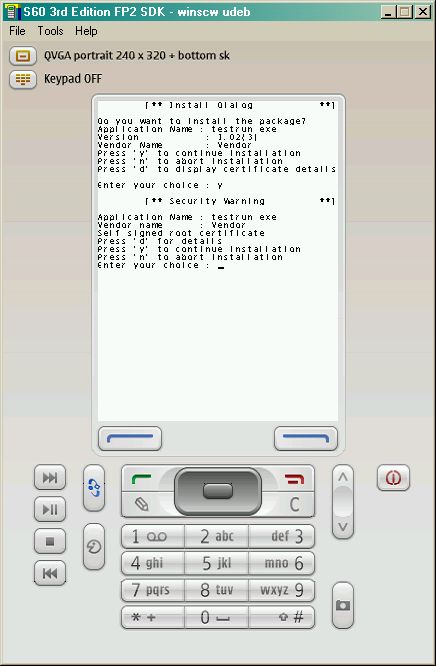 S60 3rd Edition FP2 SDK - winscw udeb
File Tools Help
QVGA portrait 240 x 320 + bottom sk
Keypad OFF
[** Install Dialog **]
Do you want to install the package?
Application Name : testrun exe
Version : 1.02(3)
Vendor Name : Vendor
Press 'y' to continue installation
Press 'n' to abort installation
Press 'd' to display certificate details
Enter your choice : y
[** Security Warning **]
Application Name : testrun exe
Vendor name : Vendor
Self signed root certificate
Press 'd' for details
Press 'y' to continue installation
Press 'n' to abort installation
Enter your choice : _
C
1 2 abc def 3
4 ghi 5 jkl mno 6
7 pqrs 8 tuv wxyz 9
* + 0 #